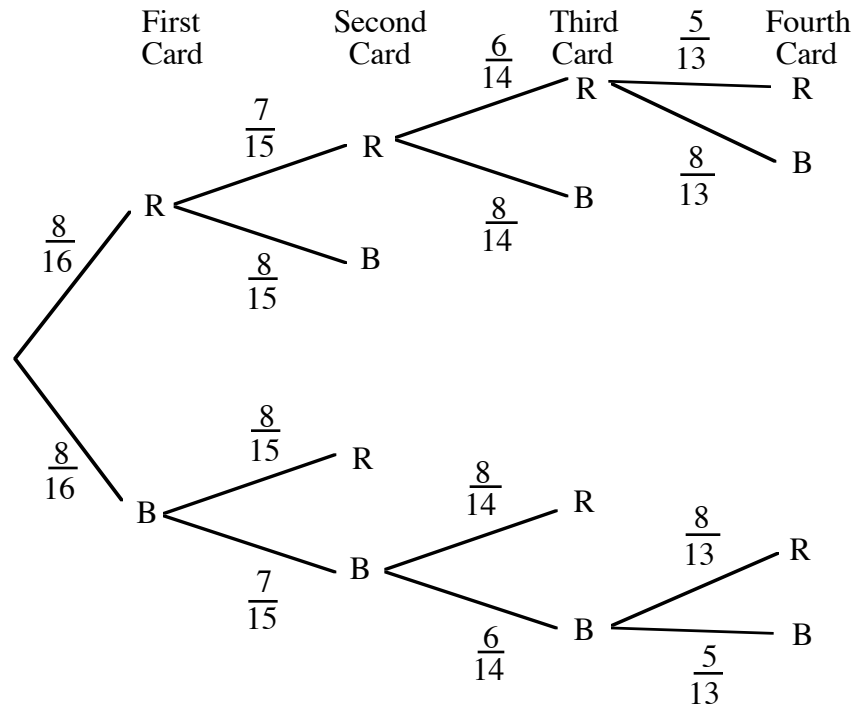 First Card
Second Card
Third Card
Fourth Card
8/16
R
7/15
R
6/14
R
5/13
R
8/13
B
8/14
B
8/15
B
8/16
B
8/15
R
7/15
B
8/14
R
6/14
B
8/13
R
5/13
B